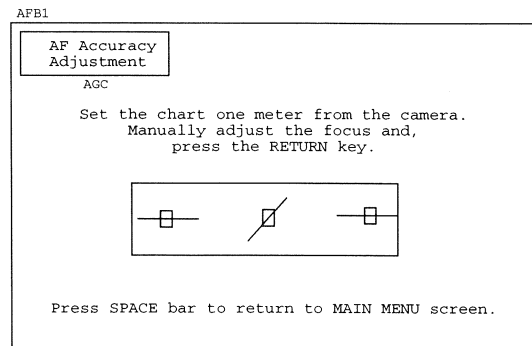 AFB1
AF Accuracy
Adjustment
AGC
Set the chart one meter from the camera.
Manually adjust the focus and,
press the RETURN key.
Press SPACE bar to return to MAIN MENU screen.